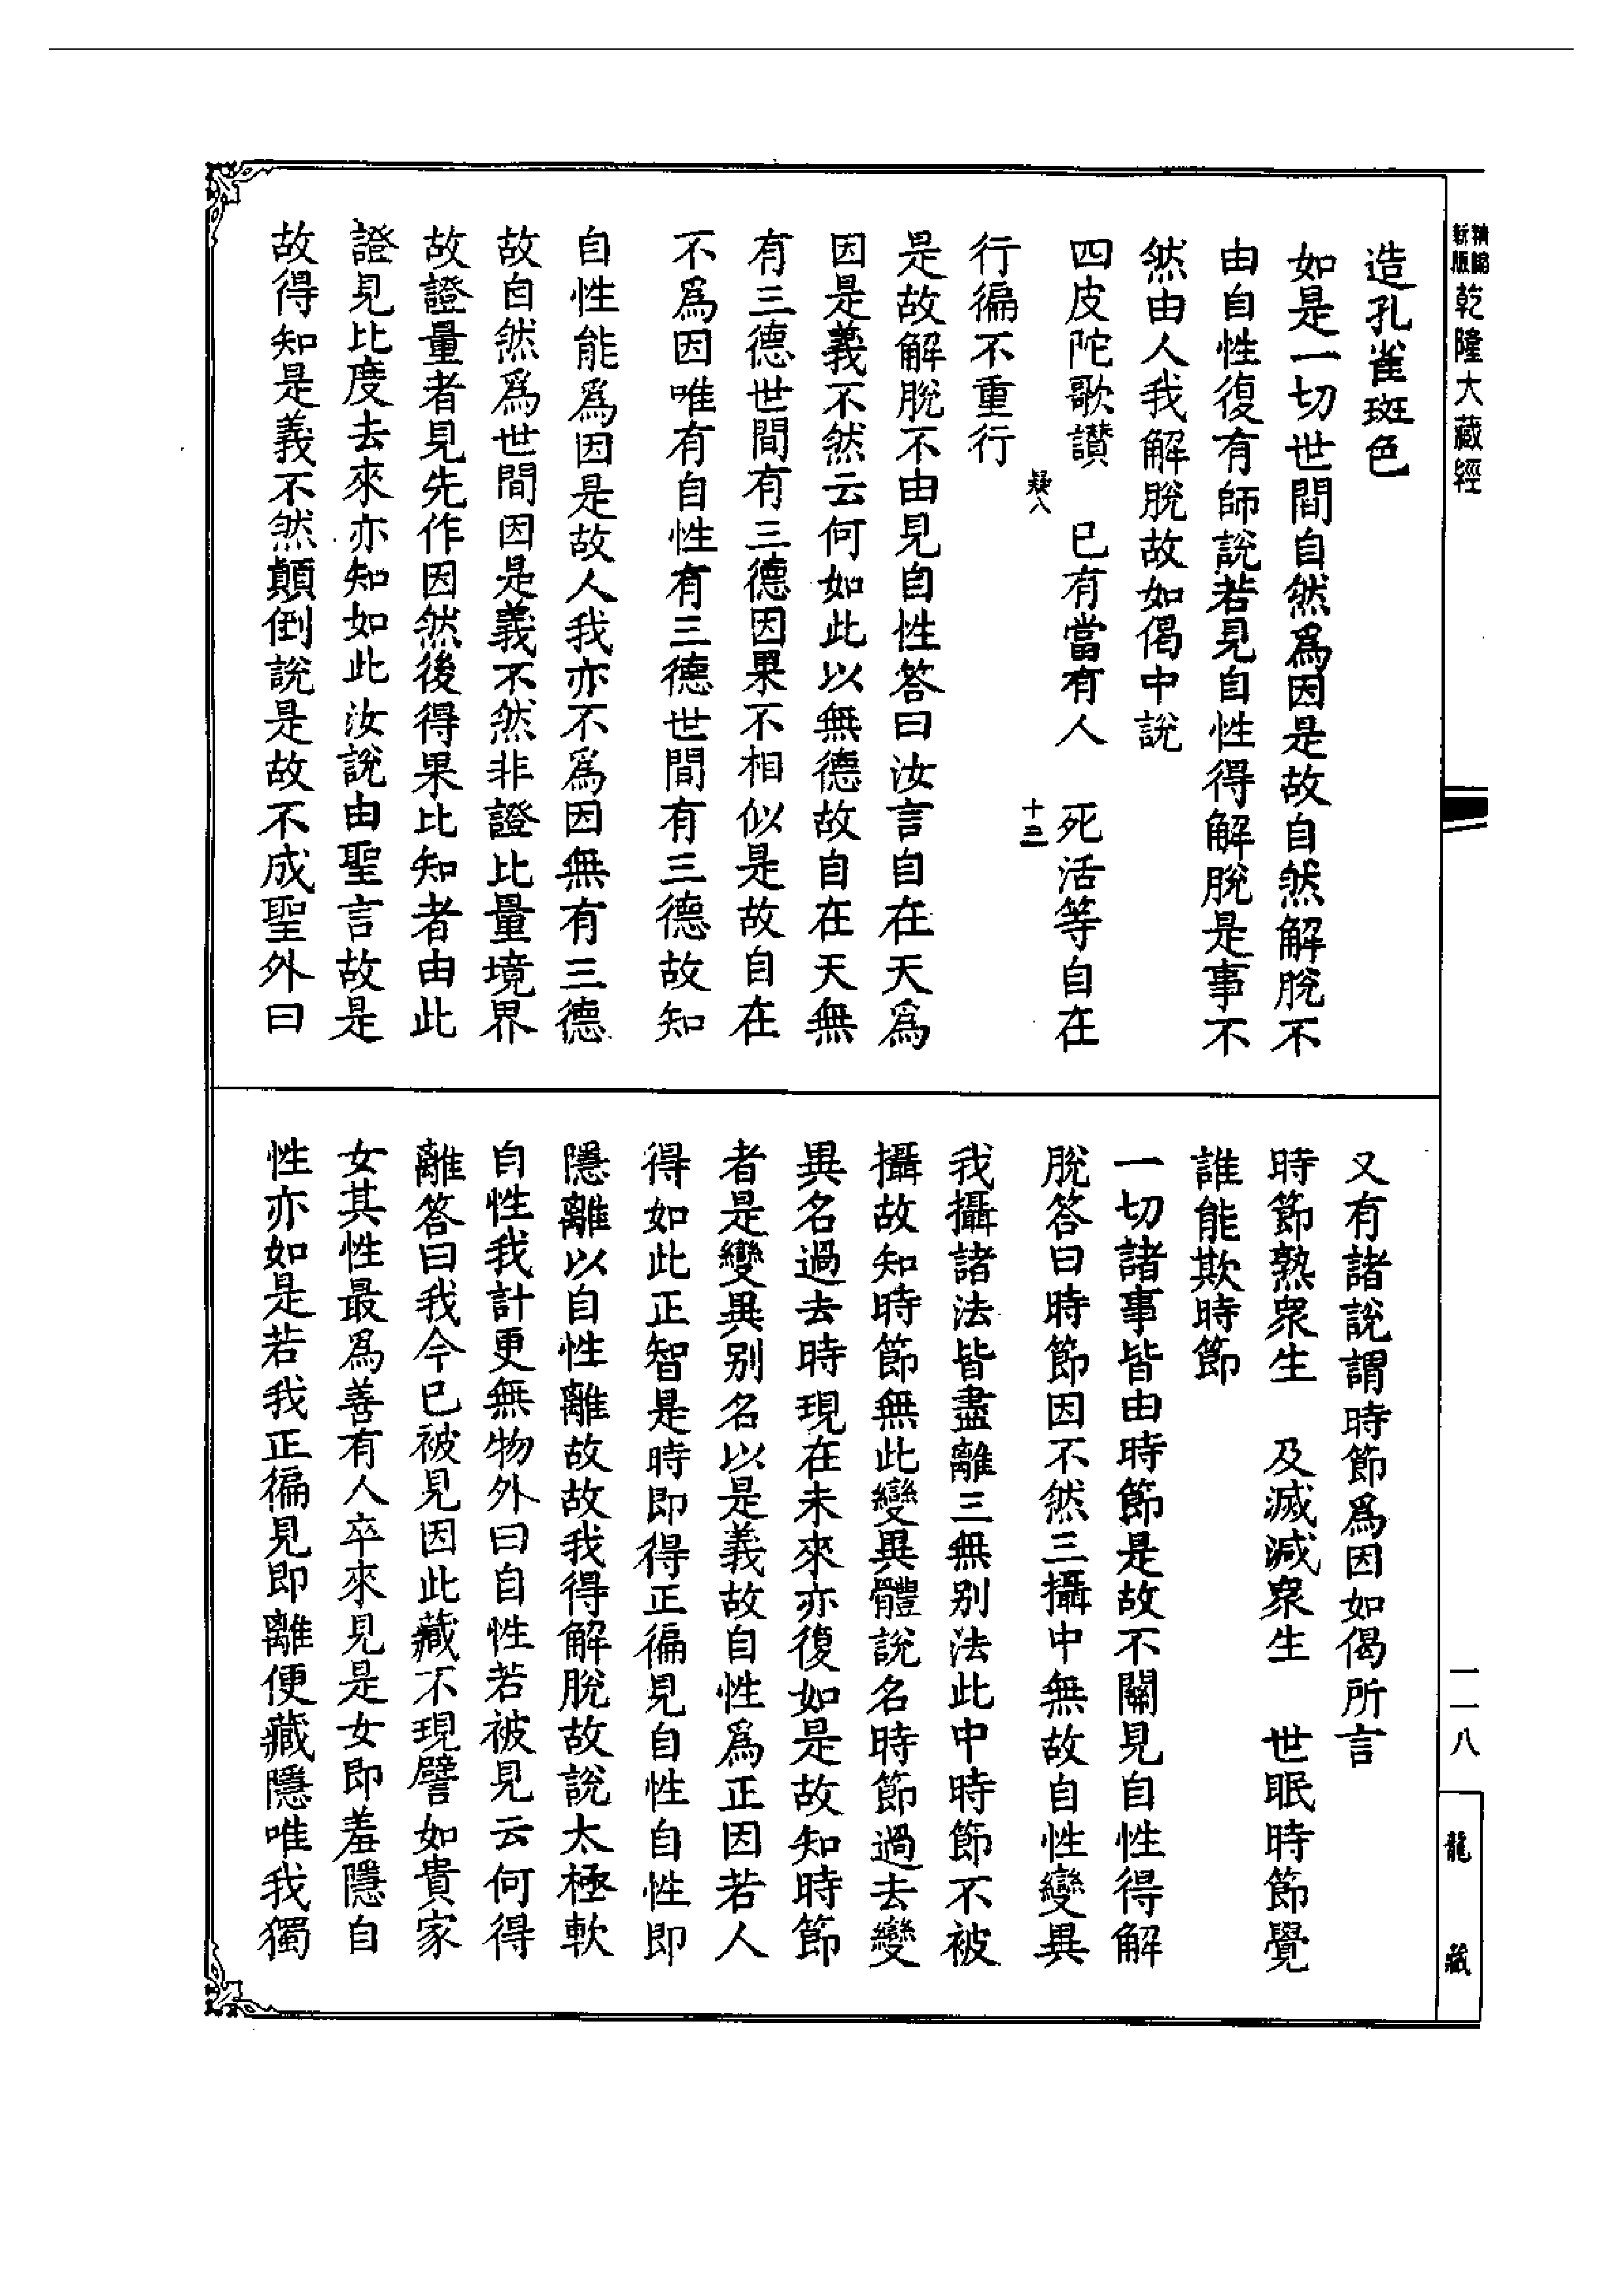 精縮新版乾隆大藏經
造孔雀斑色
如是一切世間自然爲因是故自然解脫不
由自性復有師說若見自性得解脫是事不
然由人我解脫故如偈中說
四皮陀歌讃　已有當有人　死活等自在
疑八　十三
行徧不重行
是故解脫不由見自性答曰汝言自在天爲
因是義不然云何如此以無德故自在天無
有三德世間有三德因果不相似是故自在
不爲因唯有自性有三德世間有三德故知
自性能爲因是故人我亦不爲因無有三德
故自然爲世間因是義不然非證比量境界
故證量者見先作因然後得果比知者由此
證見比度去來亦知如此汝說由聖言故是
故得知是義不然顛倒說是故不成聖外曰
又有諸說謂時節爲因如偈所言
時節熟衆生　及滅減衆生　世眠時節覺
誰能欺時節
一切諸事皆由時節是故不關見自性得解
脫答曰時節因不然三攝中無故自性變異
我攝諸法皆盡離三無别法此中時節不被
攝故知時節無此變異體說名時節過去變
異名過去時現在未來亦復如是故知時節
者是變異别名以是義故自性爲正因若人
得如此正智是時即得正徧見自性自性即
隱離以自性離故故我得解脫故說太極軟
自性我計更無物外曰自性若被見云何得
離答曰我今已被見因此藏不現譬如貴家
女其性最爲善有人卒來見是女即羞隱自
性亦如是若我正徧見即離便藏隱唯我獨
一一八
龍藏